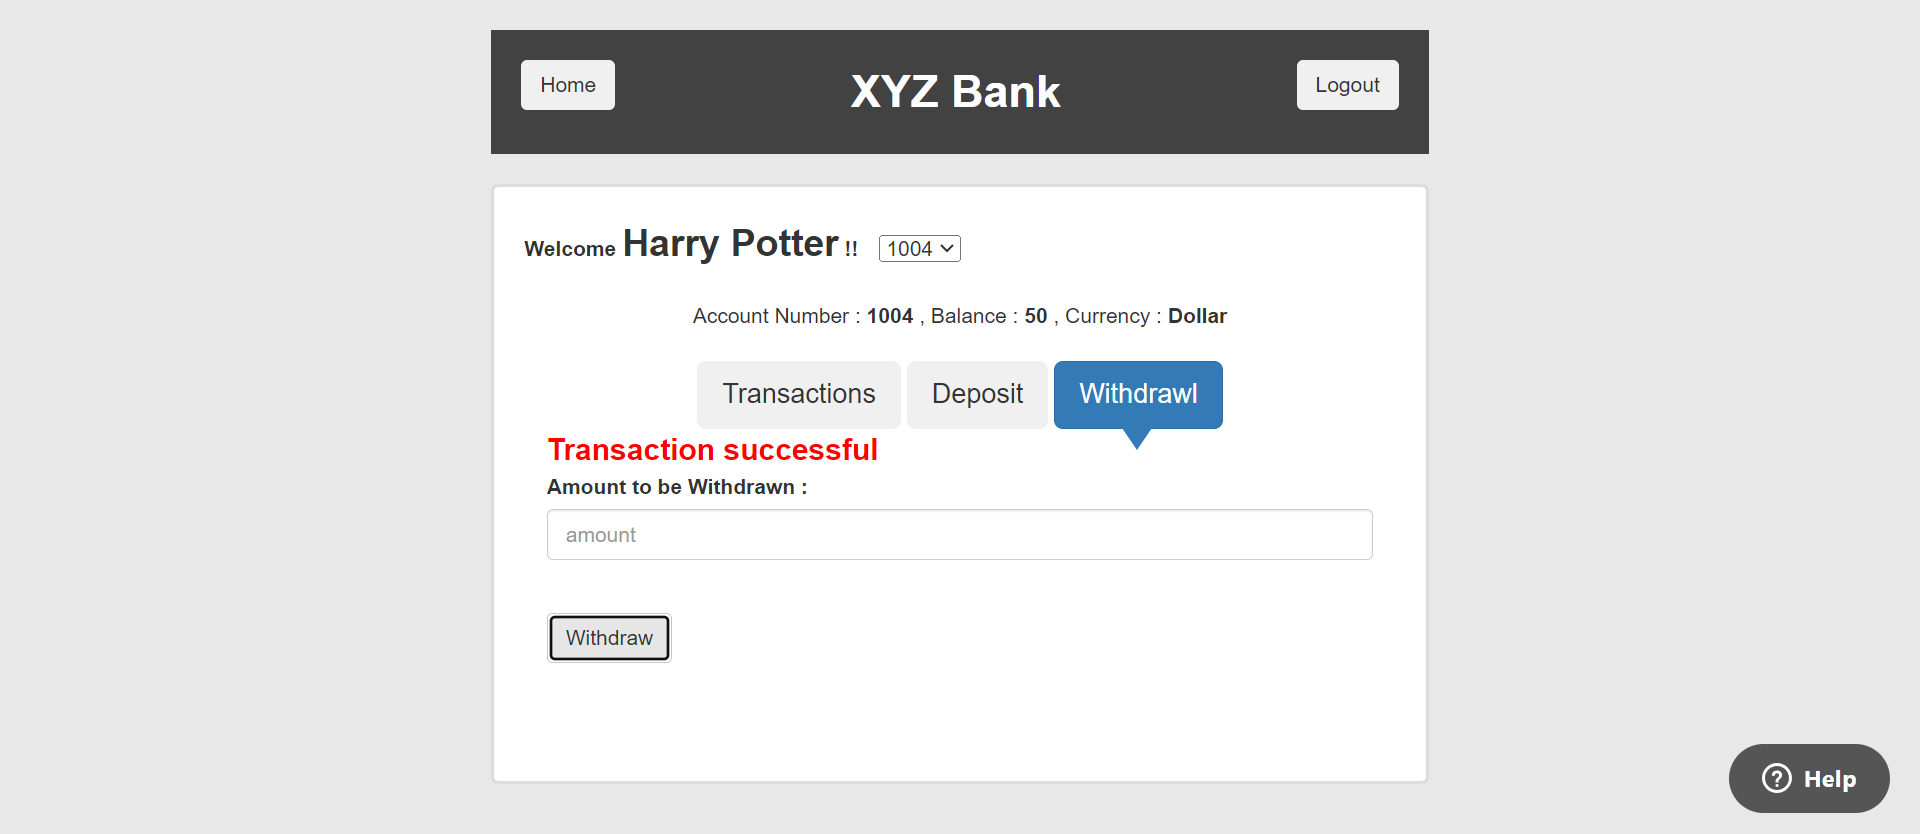 Home
XYZ Bank
Logout
Welcome Harry Potter !! 1004
Account Number : 1004 , Balance : 50 , Currency : Dollar
Transactions
Deposit
Withdrawl
Transaction successful
Amount to be Withdrawn :
amount
Withdraw
? Help